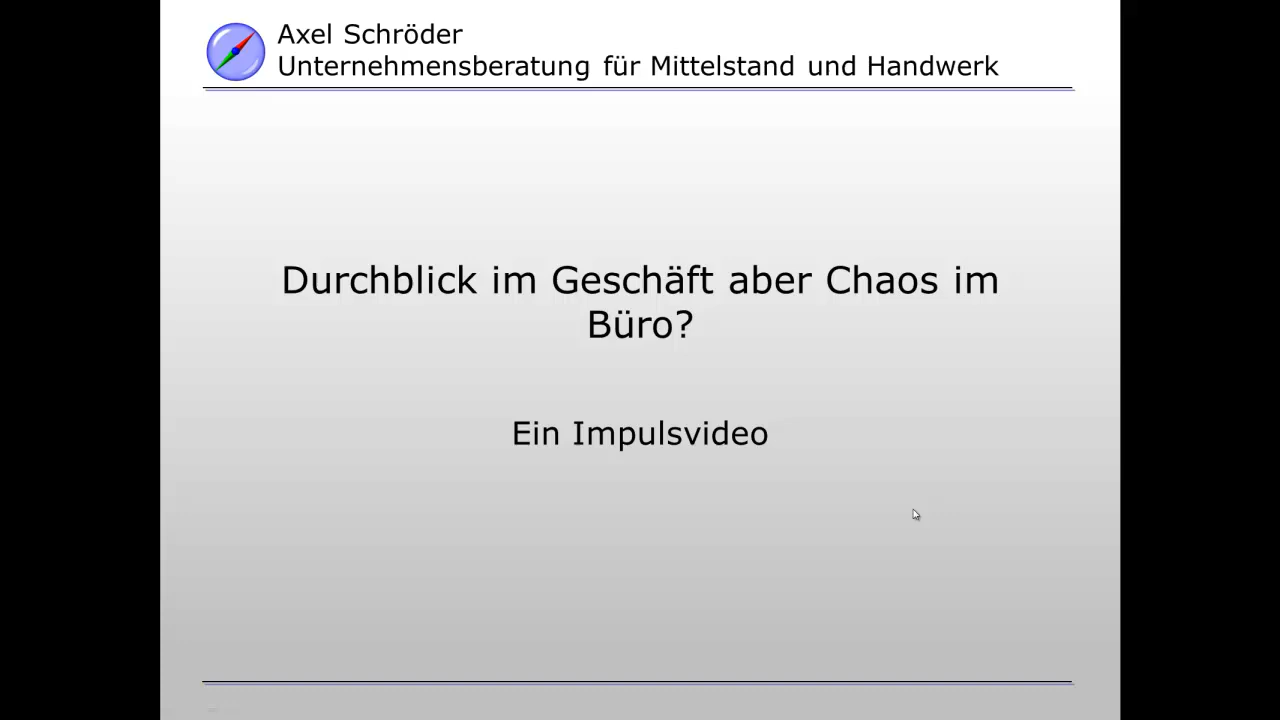 Axel Schröder
Unternehmensberatung für Mittelstand und Handwerk
Durchblick im Geschäft aber Chaos im
Büro?
Ein Impulsvideo